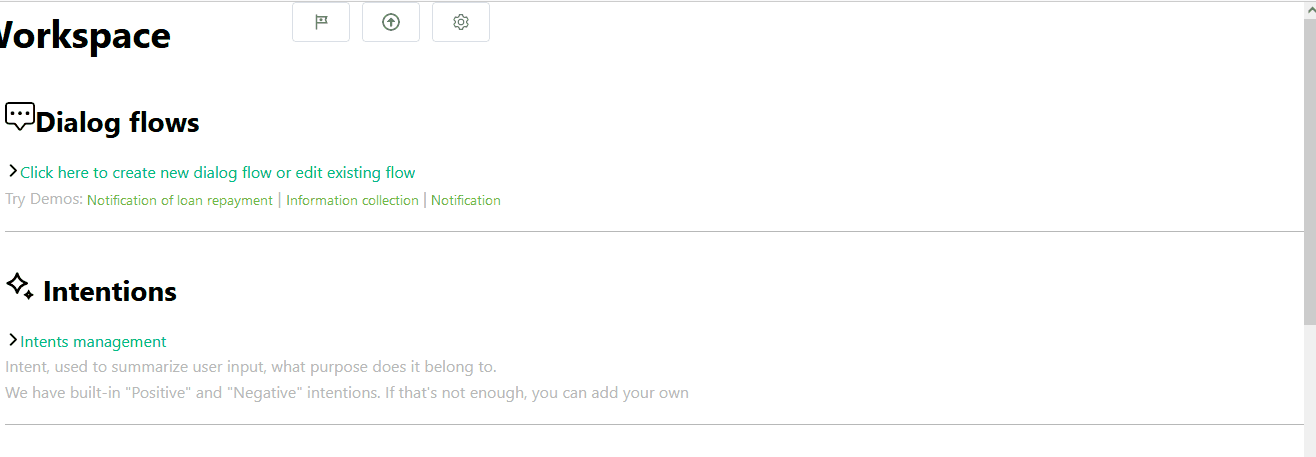 Workspace
Dialog flows
Click here to create new dialog flow or edit existing flow
Try Demos: Notification of loan repayment | Information collection | Notification
Intentions
Intents management
Intent, used to summarize user input, what purpose does it belong to.
We have built-in "Positive" and "Negative" intentions. If that's not enough, you can add your own